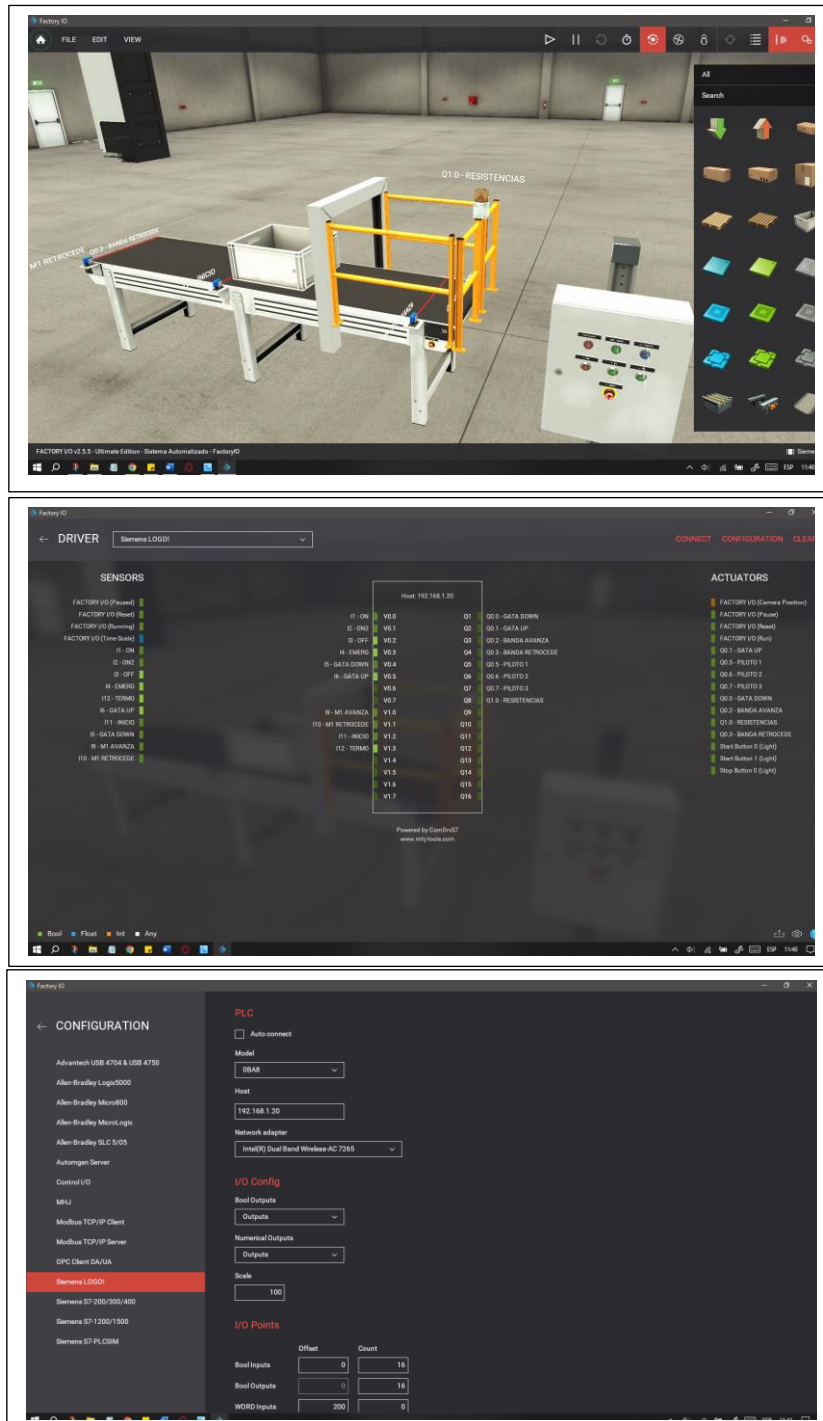 Factory IO
FILE EDIT VIEW
All
Search
Q1.0 - RESISTENCIAS
M1 RETROCEDE Q0.3 - BANDA RETROCEDE
INICIO
FACTORY I/O v2.5.5 - Ultimate Edition - Sistema Automatizado - FactoryIO
ESP 11:40
Factory IO
← DRIVER Siemens LOGO! CONNECT CONFIGURATION CLEAR
SENSORS
FACTORY I/O (Paused)
FACTORY I/O (Reset)
FACTORY I/O (Running)
FACTORY I/O (Time Scale)
I1 - ON
I2 - ON2
I3 - OFF
I4 - EMERG
I12 - TERMO
I6 - GATA UP
I11 - INICIO
I5 - GATA DOWN
I9 - M1 AVANZA
I10 - M1 RETROCEDE
Host: 192.168.1.20
I1 - ON V0.0 Q1 Q0.0 - GATA DOWN
I2 - ON2 V0.1 Q2 Q0.1 - GATA UP
I3 - OFF V0.2 Q3 Q0.2 - BANDA AVANZA
I4 - EMERG V0.3 Q4 Q0.3 - BANDA RETROCEDE
I5 - GATA DOWN V0.4 Q5 Q0.5 - PILOTO 1
I6 - GATA UP V0.5 Q6 Q0.6 - PILOTO 2
V0.6 Q7 Q0.7 - PILOTO 3
V0.7 Q8 Q1.0 - RESISTENCIAS
I9 - M1 AVANZA V1.0 Q9
I10 - M1 RETROCEDE V1.1 Q10
I11 - INICIO V1.2 Q11
I12 - TERMO V1.3 Q12
V1.4 Q13
V1.5 Q14
V1.6 Q15
V1.7 Q16
Powered by ComDrvS7
www.mhj-tools.com
ACTUATORS
FACTORY I/O (Camera Position)
FACTORY I/O (Pause)
FACTORY I/O (Reset)
FACTORY I/O (Run)
Q0.1 - GATA UP
Q0.5 - PILOTO 1
Q0.6 - PILOTO 2
Q0.7 - PILOTO 3
Q0.0 - GATA DOWN
Q0.2 - BANDA AVANZA
Q1.0 - RESISTENCIAS
Q0.3 - BANDA RETROCEDE
Start Button 0 (Light)
Start Button 1 (Light)
Stop Button 0 (Light)
Bool Float Int Any
ESP 11:40
Factory IO
← CONFIGURATION
Advantech USB 4704 & USB 4750
Allen-Bradley Logix5000
Allen-Bradley Micro800
Allen-Bradley MicroLogix
Allen-Bradley SLC 5/05
Automgen Server
Control I/O
MHJ
Modbus TCP/IP Client
Modbus TCP/IP Server
OPC Client DA/UA
Siemens LOGO!
Siemens S7-200/300/400
Siemens S7-1200/1500
Siemens S7-PLCSIM
PLC
Auto connect
Model
0BA8
Host
192.168.1.20
Network adapter
Intel(R) Dual Band Wireless-AC 7265
I/O Config
Bool Outputs
Outputs
Numerical Outputs
Outputs
Scale
100
I/O Points
Offset Count
Bool Inputs 0 16
Bool Outputs 0 16
WORD Inputs 200 0